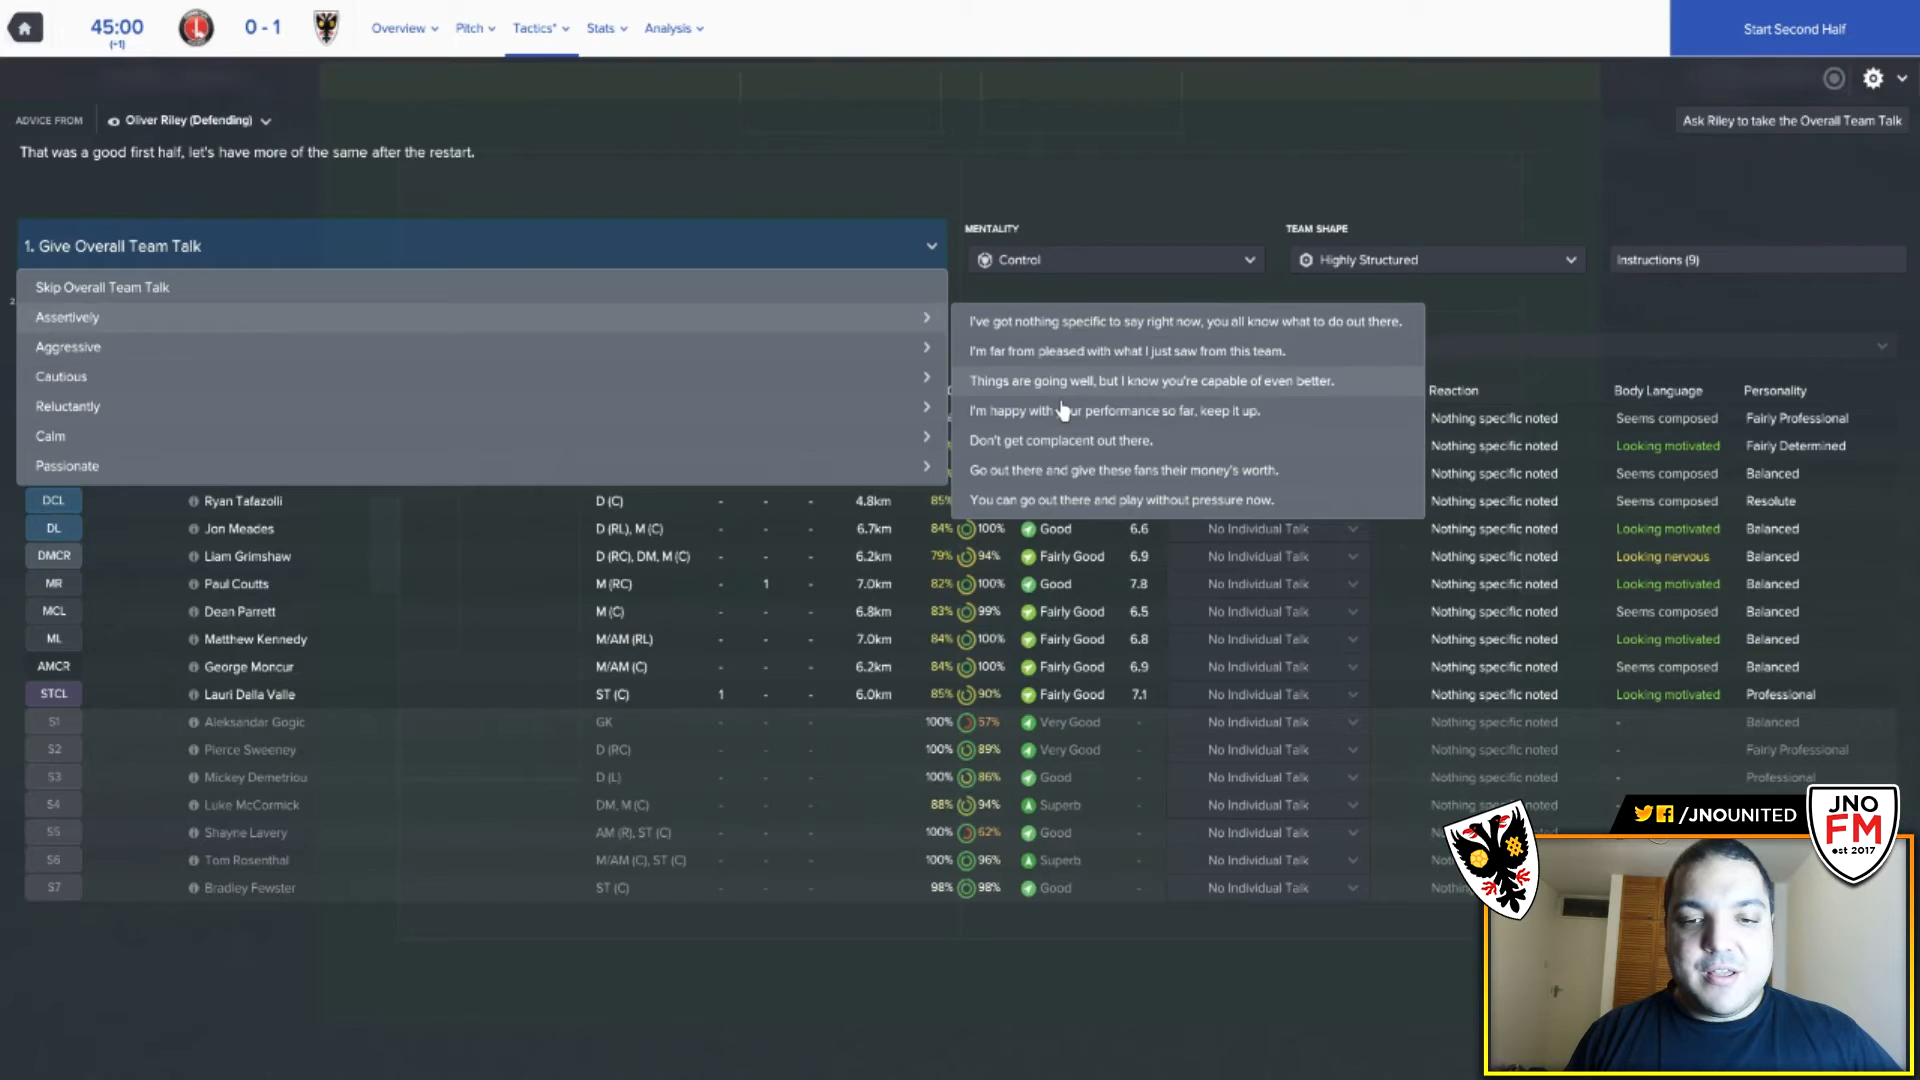 45:00
(+1)
0 - 1
Overview
Pitch
Tactics*
Stats
Analysis
Start Second Half
ADVICE FROM
Oliver Riley (Defending)
Ask Riley to take the Overall Team Talk
That was a good first half, let's have more of the same after the restart.
1. Give Overall Team Talk
MENTALITY
TEAM SHAPE
Control
Highly Structured
Instructions (9)
Skip Overall Team Talk
Assertively
Aggressive
Cautious
Reluctantly
Calm
Passionate
I've got nothing specific to say right now, you all know what to do out there.
I'm far from pleased with what I just saw from this team.
Things are going well, but I know you're capable of even better.
I'm happy with your performance so far, keep it up.
Don't get complacent out there.
Go out there and give these fans their money's worth.
You can go out there and play without pressure now.
Reaction Body Language Personality
Nothing specific noted Seems composed Fairly Professional
Nothing specific noted Looking motivated Fairly Determined
Nothing specific noted Seems composed Balanced
DCL Ryan Tafazolli D (C) 4.8km 85% Nothing specific noted Seems composed Resolute
DL Jon Meades D (RL), M (C) 6.7km 84% 100% Good 6.6 No Individual Talk Nothing specific noted Looking motivated Balanced
DMCR Liam Grimshaw D (RC), DM, M (C) 6.2km 79% 94% Fairly Good 6.9 No Individual Talk Nothing specific noted Looking nervous Balanced
MR Paul Coutts M (RC) - 1 - 7.0km 82% 100% Good 7.8 No Individual Talk Nothing specific noted Looking motivated Balanced
MCL Dean Parrett M (C) - - - 6.8km 83% 99% Fairly Good 6.5 No Individual Talk Nothing specific noted Seems composed Balanced
ML Matthew Kennedy M/AM (RL) - - - 7.0km 84% 100% Fairly Good 6.8 No Individual Talk Nothing specific noted Looking motivated Balanced
AMCR George Moncur M/AM (C) - - - 6.2km 84% 100% Fairly Good 6.9 No Individual Talk Nothing specific noted Seems composed Balanced
STCL Lauri Dalla Valle ST (C) 1 - - 6.0km 85% 90% Fairly Good 7.1 No Individual Talk Nothing specific noted Looking motivated Professional
S1 Aleksandar Gogic GK - - - 100% 57% Very Good - No Individual Talk Nothing specific noted - Balanced
S2 Pierce Sweeney D (RC) - - - 100% 89% Very Good - No Individual Talk Nothing specific noted - Fairly Professional
S3 Mickey Demetriou D (L) - - - 100% 86% Good - No Individual Talk Nothing specific noted - Professional
S4 Luke McCormick DM, M (C) - - - 88% 94% Superb - No Individual Talk
S5 Shayne Lavery AM (R), ST (C) - - - 100% 62% Good - No Individual Talk
S6 Tom Rosenthal M/AM (C), ST (C) - - - 100% 96% Superb - No Individual Talk
S7 Bradley Fewster ST (C) - - - 98% 98% Good - No Individual Talk
/JNOUNITED
JNO
FM
est 2017